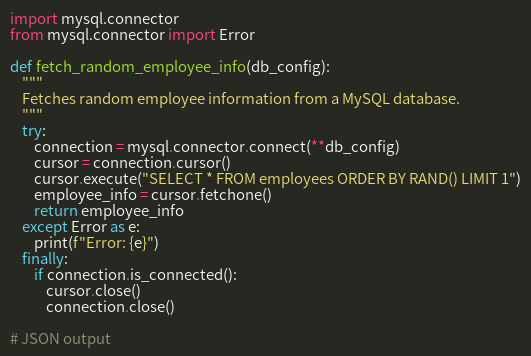 import mysql.connector
from mysql.connector import Error

def fetch_random_employee_info(db_config):
    """
    Fetches random employee information from a MySQL database.
    """
    try:
        connection = mysql.connector.connect(**db_config)
        cursor = connection.cursor()
        cursor.execute("SELECT * FROM employees ORDER BY RAND() LIMIT 1")
        employee_info = cursor.fetchone()
        return employee_info
    except Error as e:
        print(f"Error: {e}")
    finally:
        if connection.is_connected():
            cursor.close()
            connection.close()

# JSON output